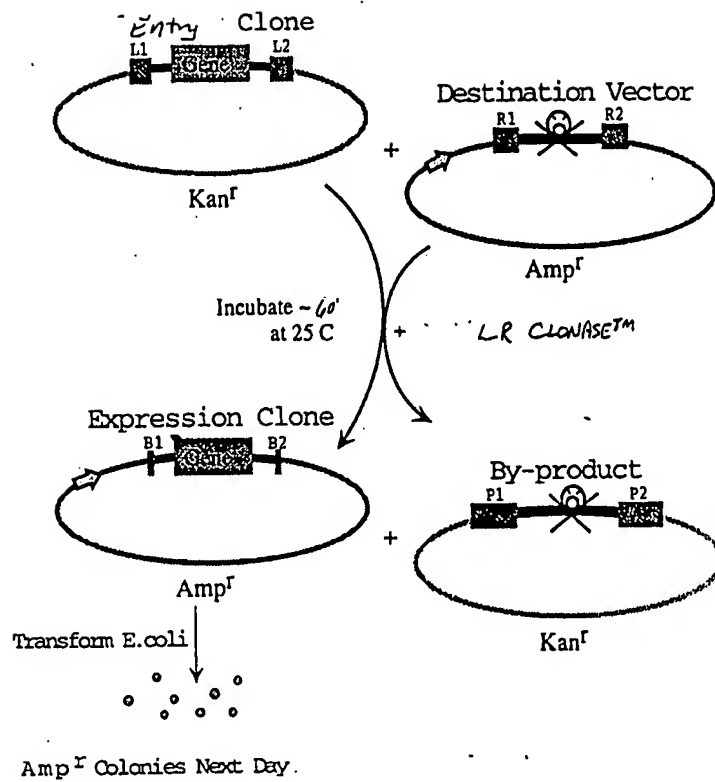 Entry Clone
L1 Gene L2
Destination Vector
R1 R2
+
Kanʳ
Ampʳ
Incubate ~ 60'
at 25 C
+ LR CLONASE™
Expression Clone
B1 Gene B2
By-product
P1 P2
+
Ampʳ
Kanʳ
Transform E.coli
Ampʳ Colonies Next Day.